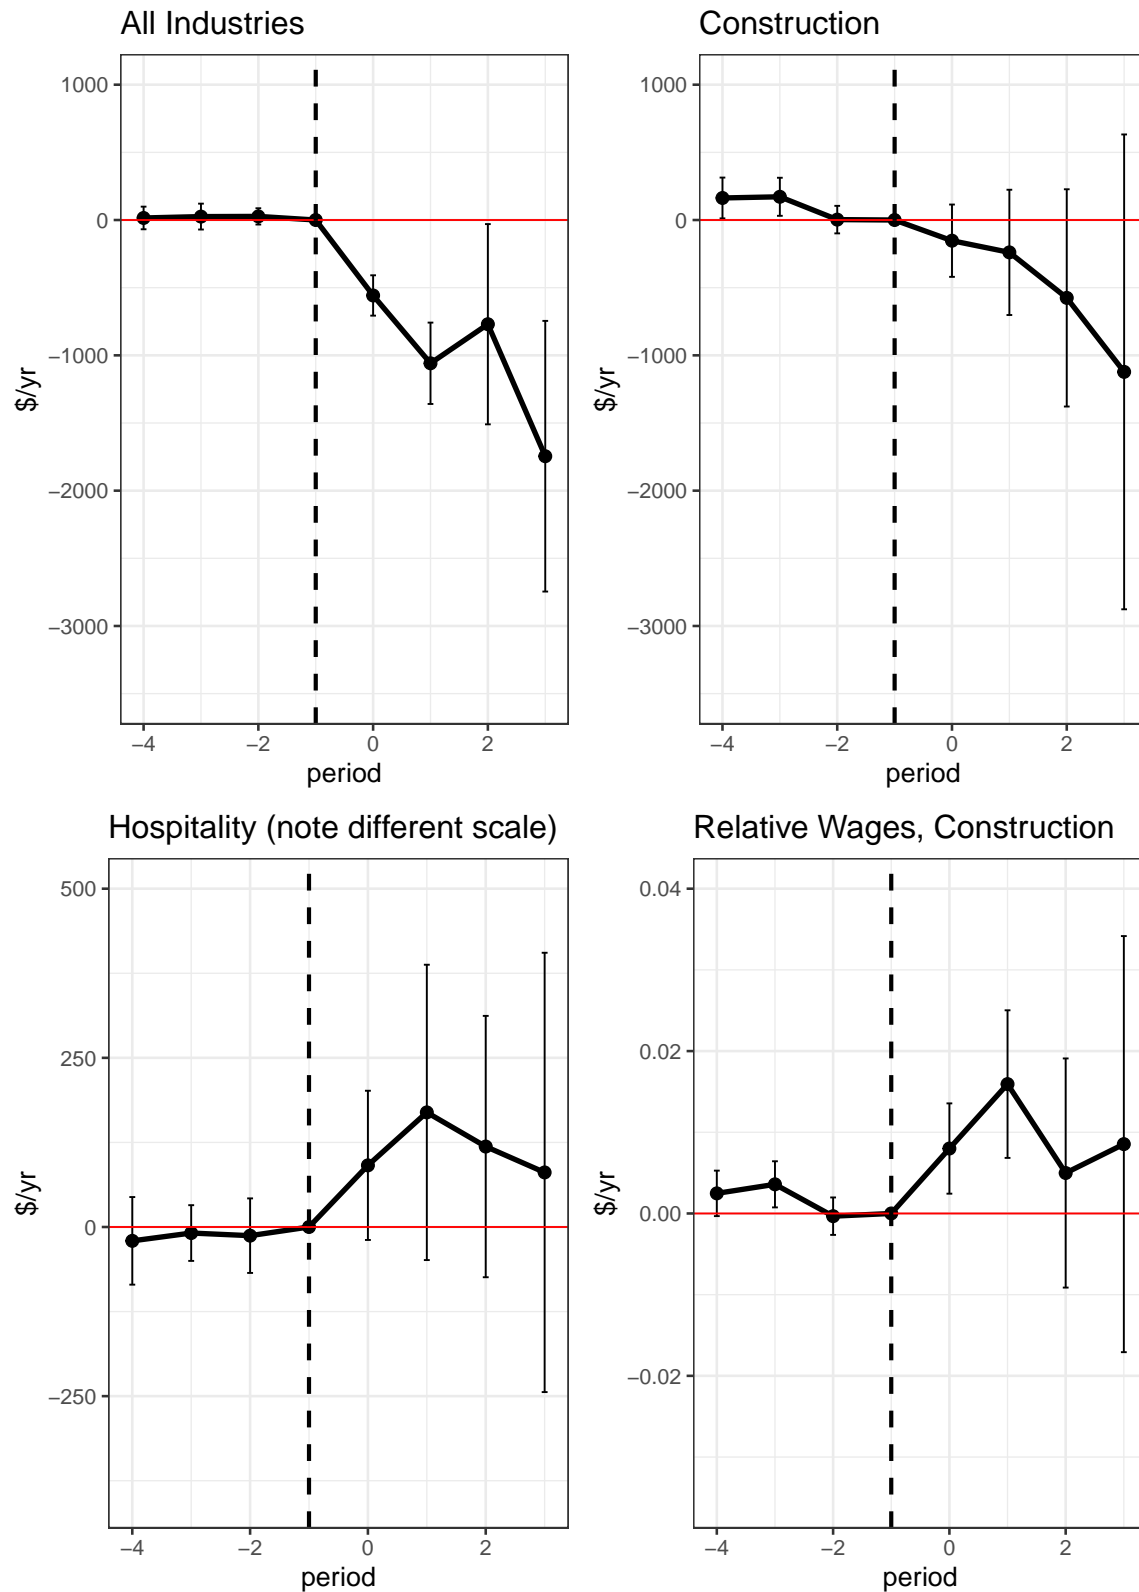 All Industries
1000
0
−1000
−2000
−3000
$/yr
−4 −2 0 2
period
Construction
1000
0
−1000
−2000
−3000
$/yr
−4 −2 0 2
period
Hospitality (note different scale)
500
250
0
−250
$/yr
−4 −2 0 2
period
Relative Wages, Construction
0.04
0.02
0.00
−0.02
$/yr
−4 −2 0 2
period